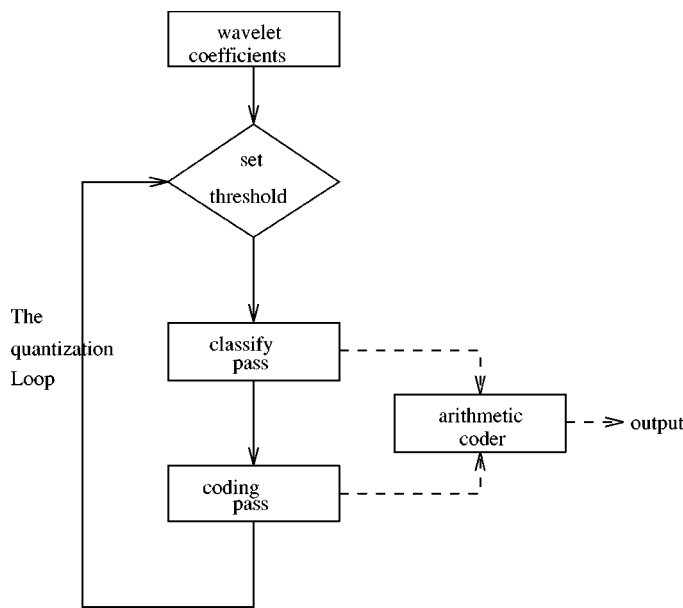 wavelet
coefficients
set
threshold
The
quantization
Loop
classify
pass
arithmetic
coder
output
coding
pass